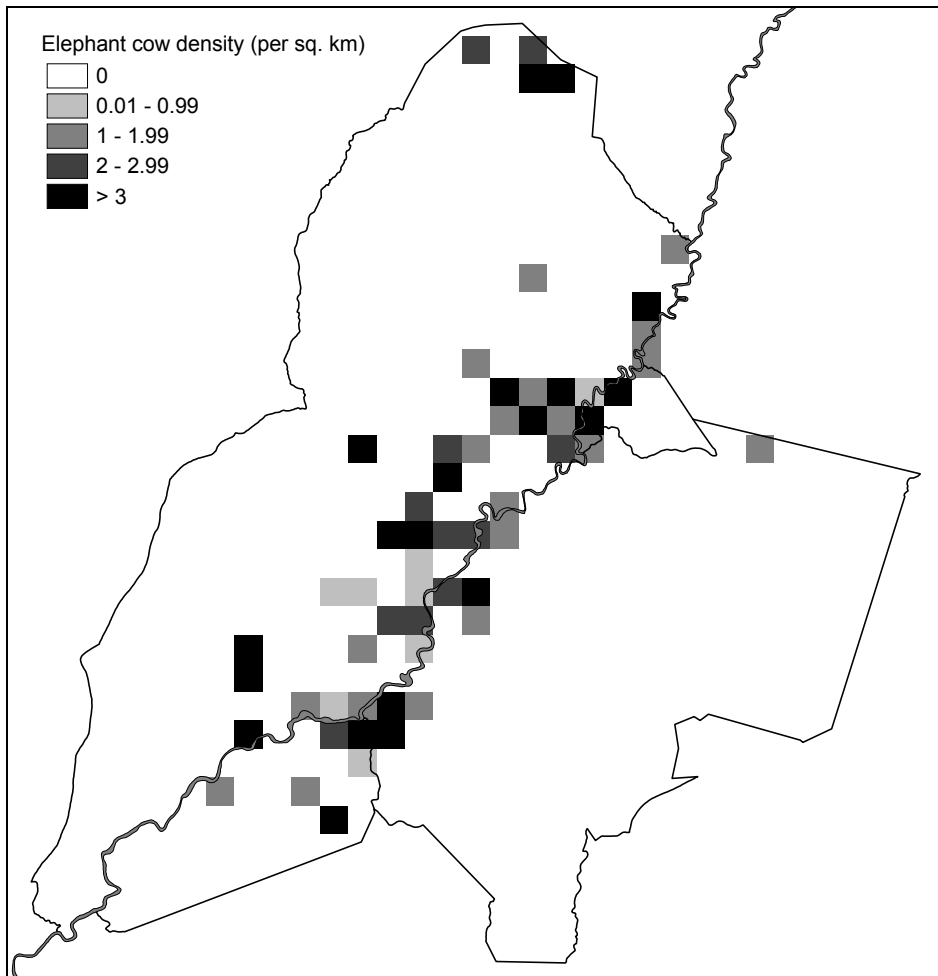 Elephant cow density (per sq. km)
0
0.01 - 0.99
1 - 1.99
2 - 2.99
> 3